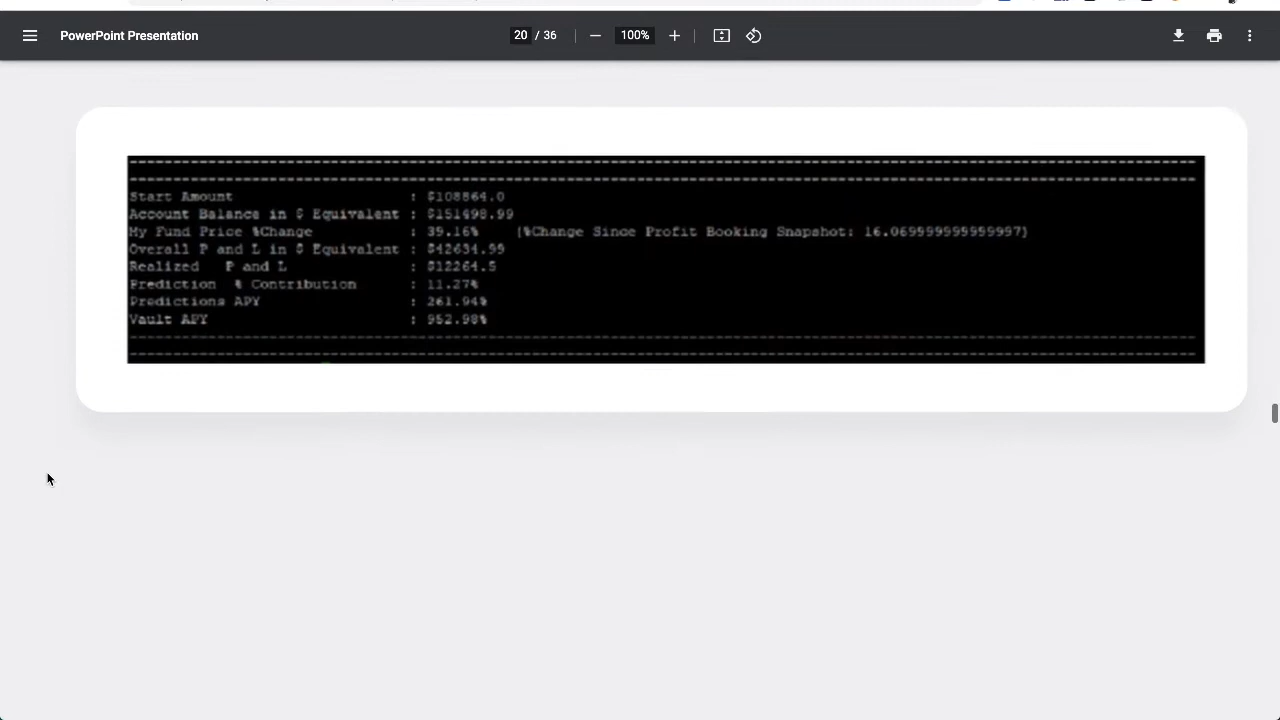 PowerPoint Presentation
20 / 36
100%
Start Amount : $108864.0
Account Balance in $ Equivalent : $151498.99
My Fund Price %Change : 39.16% {%Change Since Profit Booking Snapshot: 16.069999999999997}
Overall P and L in $ Equivalent : $42634.99
Realized P and L : $12264.5
Prediction % Contribution : 11.27%
Predictions APY : 261.94%
Vault APY : 952.98%